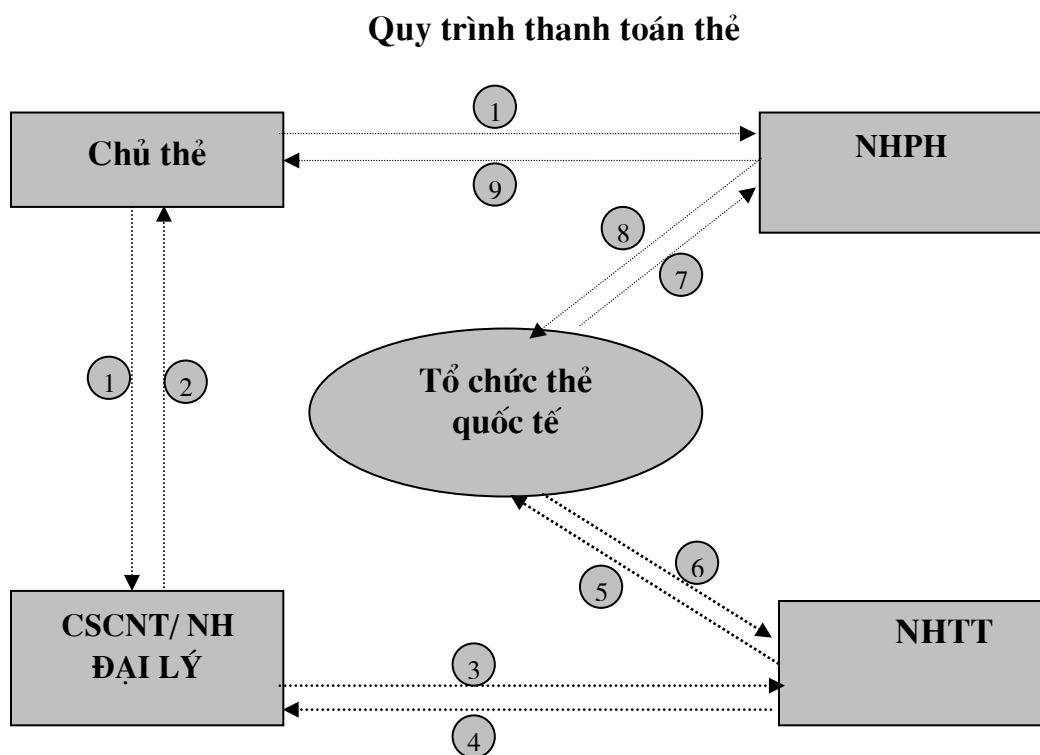 Quy trình thanh toán thẻ
1
Chủ thẻ
NHPH
9
8
7
1
2
Tổ chức thẻ
quốc tế
6
5
CSCNT/ NH
ĐẠI LÝ
NHTT
3
4